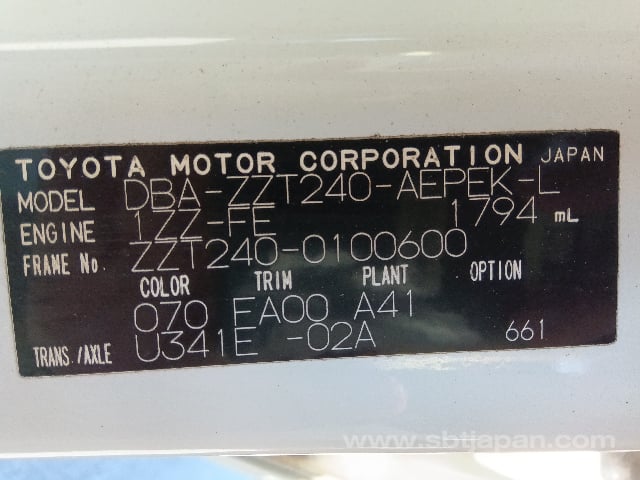 TOYOTA MOTOR CORPORATION JAPAN
MODEL DBA-ZZT240-AEPEK-L
ENGINE 1ZZ-FE 1794 mL
FRAME No ZZT240-0100600
COLOR TRIM PLANT OPTION
070 EA00 A41
TRANS/AXLE U341E -02A 661
www.sbtjapan.com